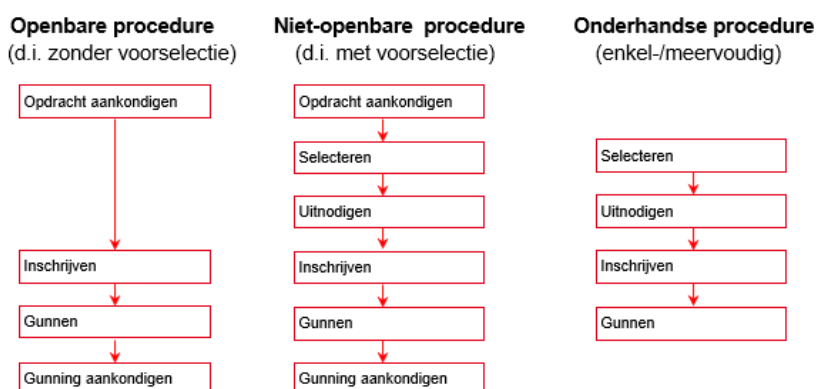 Openbare procedure
(d.i. zonder voorselectie)
Opdracht aankondigen
Inschrijven
Gunnen
Gunning aankondigen
Niet-openbare procedure
(d.i. met voorselectie)
Opdracht aankondigen
Selecteren
Uitnodigen
Inschrijven
Gunnen
Gunning aankondigen
Onderhandse procedure
(enkel-/meervoudig)
Selecteren
Uitnodigen
Inschrijven
Gunnen